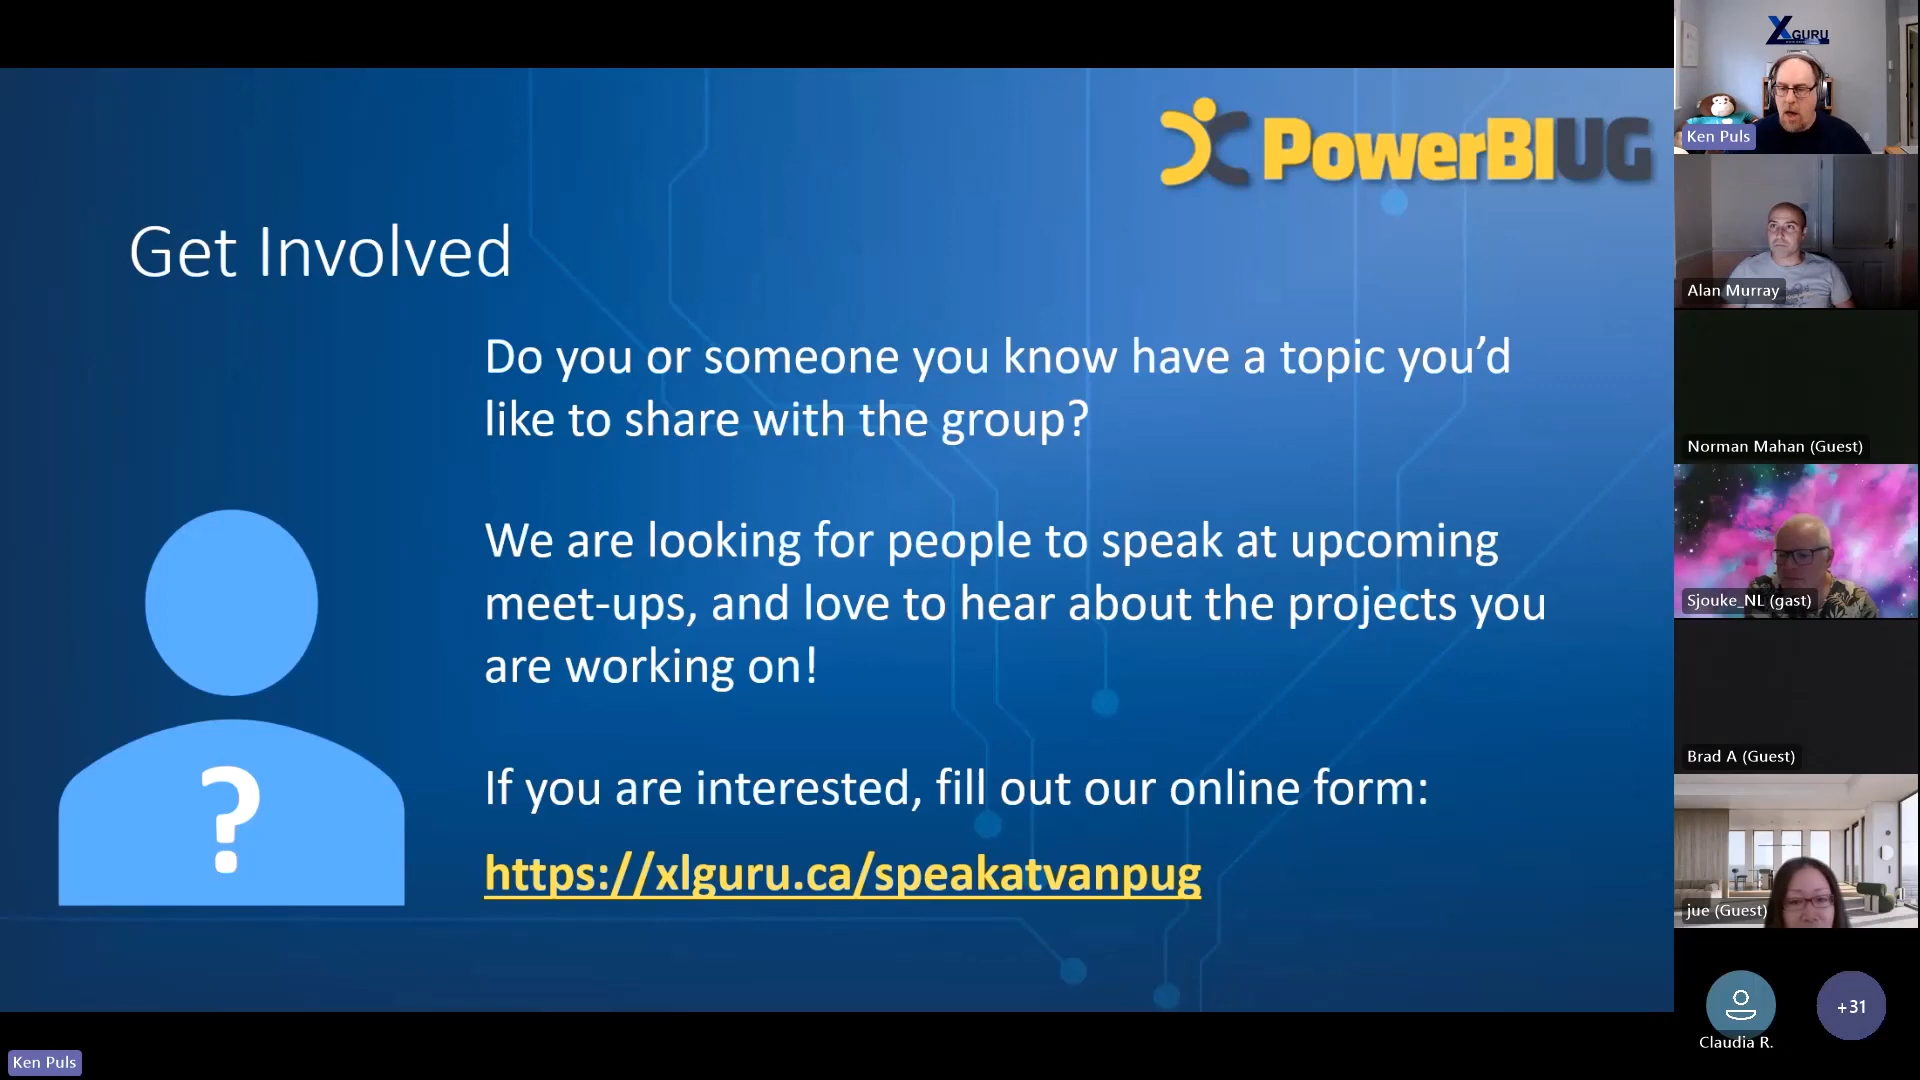 PowerBIUG
Get Involved
Do you or someone you know have a topic you’d
like to share with the group?
We are looking for people to speak at upcoming
meet-ups, and love to hear about the projects you
are working on!
If you are interested, fill out our online form:
https://xlguru.ca/speakatvanpug
?
Ken Puls
XGURU
Ken Puls
Alan Murray
Norman Mahan (Guest)
Sjouke_NL (gast)
Brad A (Guest)
jue (Guest)
Claudia R.
+31